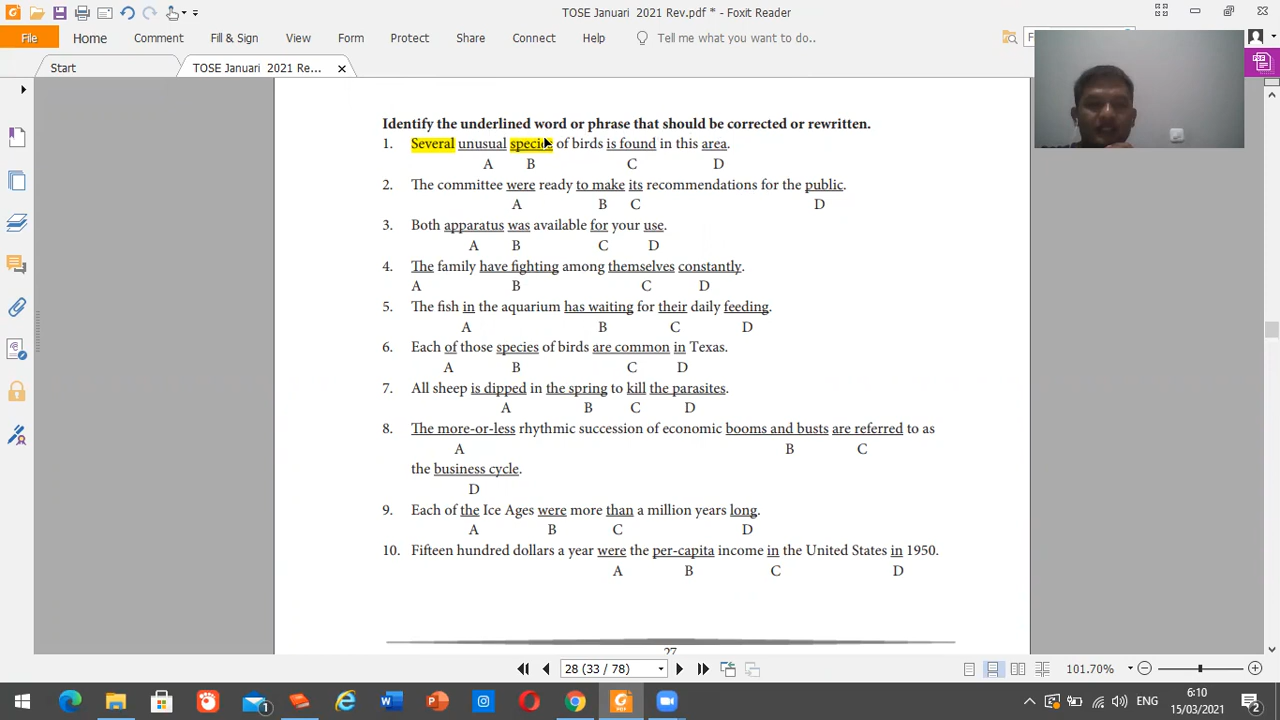 TOSE Januari 2021 Rev.pdf * - Foxit Reader
File Home Comment Fill & Sign View Form Protect Share Connect Help Tell me what you want to do...
Start TOSE Januari 2021 Re...
Identify the underlined word or phrase that should be corrected or rewritten.
1. Several unusual species of birds is found in this area.
A B C D
2. The committee were ready to make its recommendations for the public.
A B C D
3. Both apparatus was available for your use.
A B C D
4. The family have fighting among themselves constantly.
A B C D
5. The fish in the aquarium has waiting for their daily feeding.
A B C D
6. Each of those species of birds are common in Texas.
A B C D
7. All sheep is dipped in the spring to kill the parasites.
A B C D
8. The more-or-less rhythmic succession of economic booms and busts are referred to as
A B C
the business cycle.
D
9. Each of the Ice Ages were more than a million years long.
A B C D
10. Fifteen hundred dollars a year were the per-capita income in the United States in 1950.
A B C D
27
28 (33 / 78) 101.70%
ENG 6:10
15/03/2021